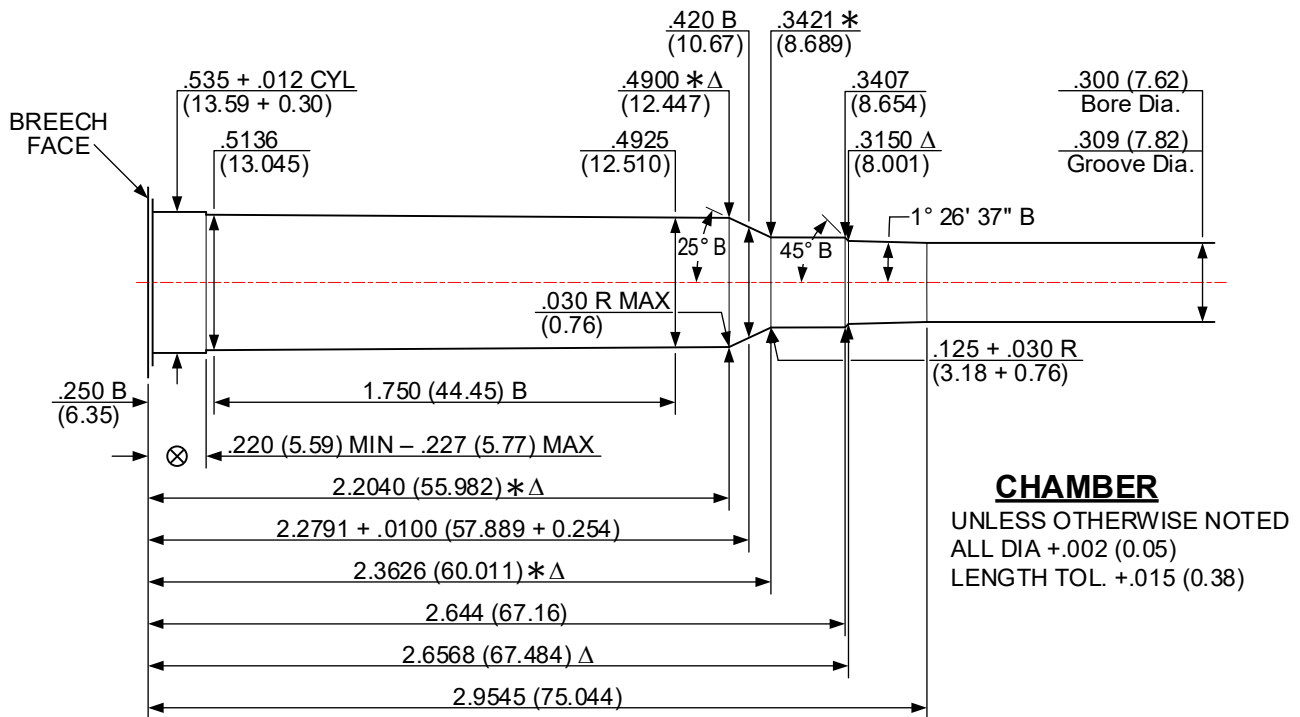 .420 B
(10.67)
.3421 *
(8.689)
.535 + .012 CYL
(13.59 + 0.30)
.4900 * Δ
(12.447)
.3407
(8.654)
.300 (7.62)
Bore Dia.
BREECH
FACE
.5136
(13.045)
.4925
(12.510)
.3150 Δ
(8.001)
.309 (7.82)
Groove Dia.
1° 26' 37" B
25° B
45° B
.030 R MAX
(0.76)
.125 + .030 R
(3.18 + 0.76)
.250 B
(6.35)
1.750 (44.45) B
⊗ .220 (5.59) MIN – .227 (5.77) MAX
2.2040 (55.982) * Δ
2.2791 + .0100 (57.889 + 0.254)
2.3626 (60.011) * Δ
2.644 (67.16)
2.6568 (67.484) Δ
2.9545 (75.044)
CHAMBER
UNLESS OTHERWISE NOTED
ALL DIA +.002 (0.05)
LENGTH TOL. +.015 (0.38)